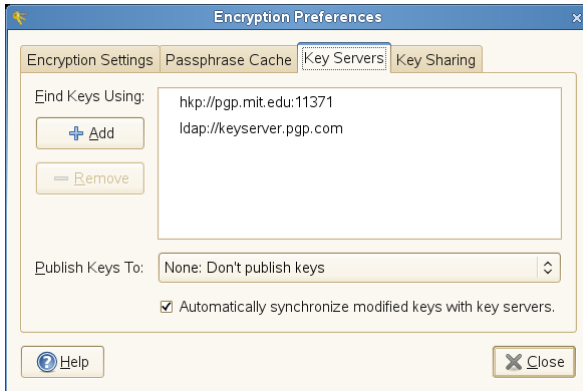 Encryption Preferences
Encryption Settings Passphrase Cache Key Servers Key Sharing
Find Keys Using:
hkp://pgp.mit.edu:11371
ldap://keyserver.pgp.com
Add
Remove
Publish Keys To: None: Don't publish keys
Automatically synchronize modified keys with key servers.
Help Close